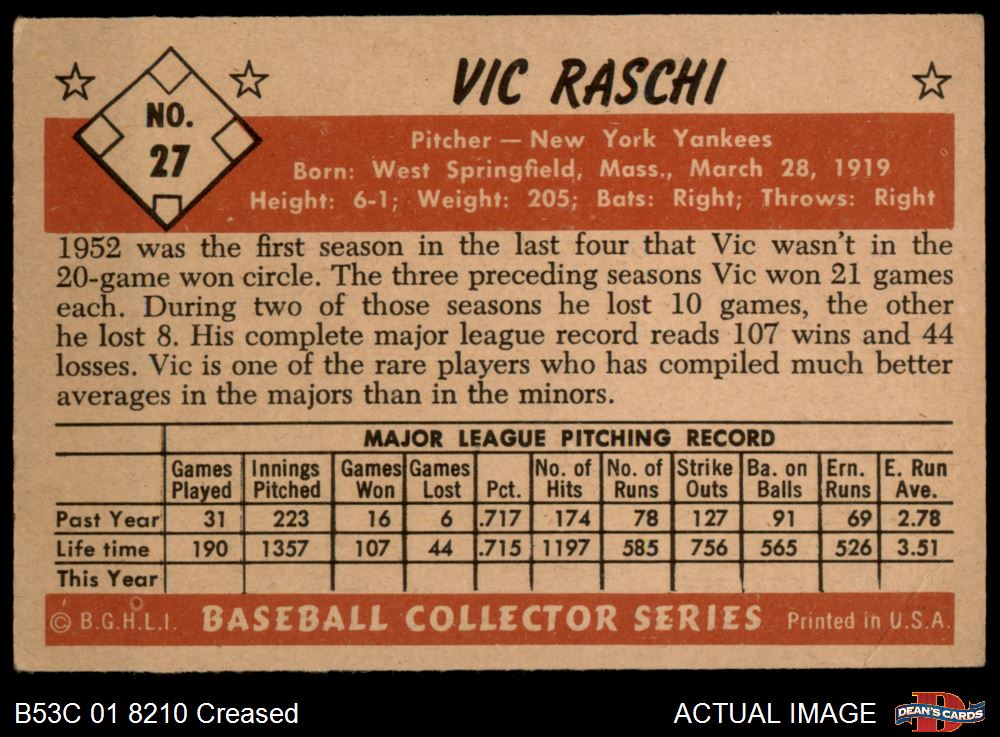 VIC RASCHI
NO.
27
Pitcher — New York Yankees
Born: West Springfield, Mass., March 28, 1919
Height: 6-1; Weight: 205; Bats: Right; Throws: Right
1952 was the first season in the last four that Vic wasn't in the
20-game won circle. The three preceding seasons Vic won 21 games
each. During two of those seasons he lost 10 games, the other
he lost 8. His complete major league record reads 107 wins and 44
losses. Vic is one of the rare players who has compiled much better
averages in the majors than in the minors.
MAJOR LEAGUE PITCHING RECORD
Games Innings Games Games No. of No. of Strike Ba. on Ern. E. Run
Played Pitched Won Lost Pct. Hits Runs Outs Balls Runs Ave.
Past Year 31 223 16 6 .717 174 78 127 91 69 2.78
Life time 190 1357 107 44 .715 1197 585 756 565 526 3.51
This Year
© B.G.H.L.I. BASEBALL COLLECTOR SERIES Printed in U.S.A.
B53C 01 8210 Creased ACTUAL IMAGE DEAN'S CARDS